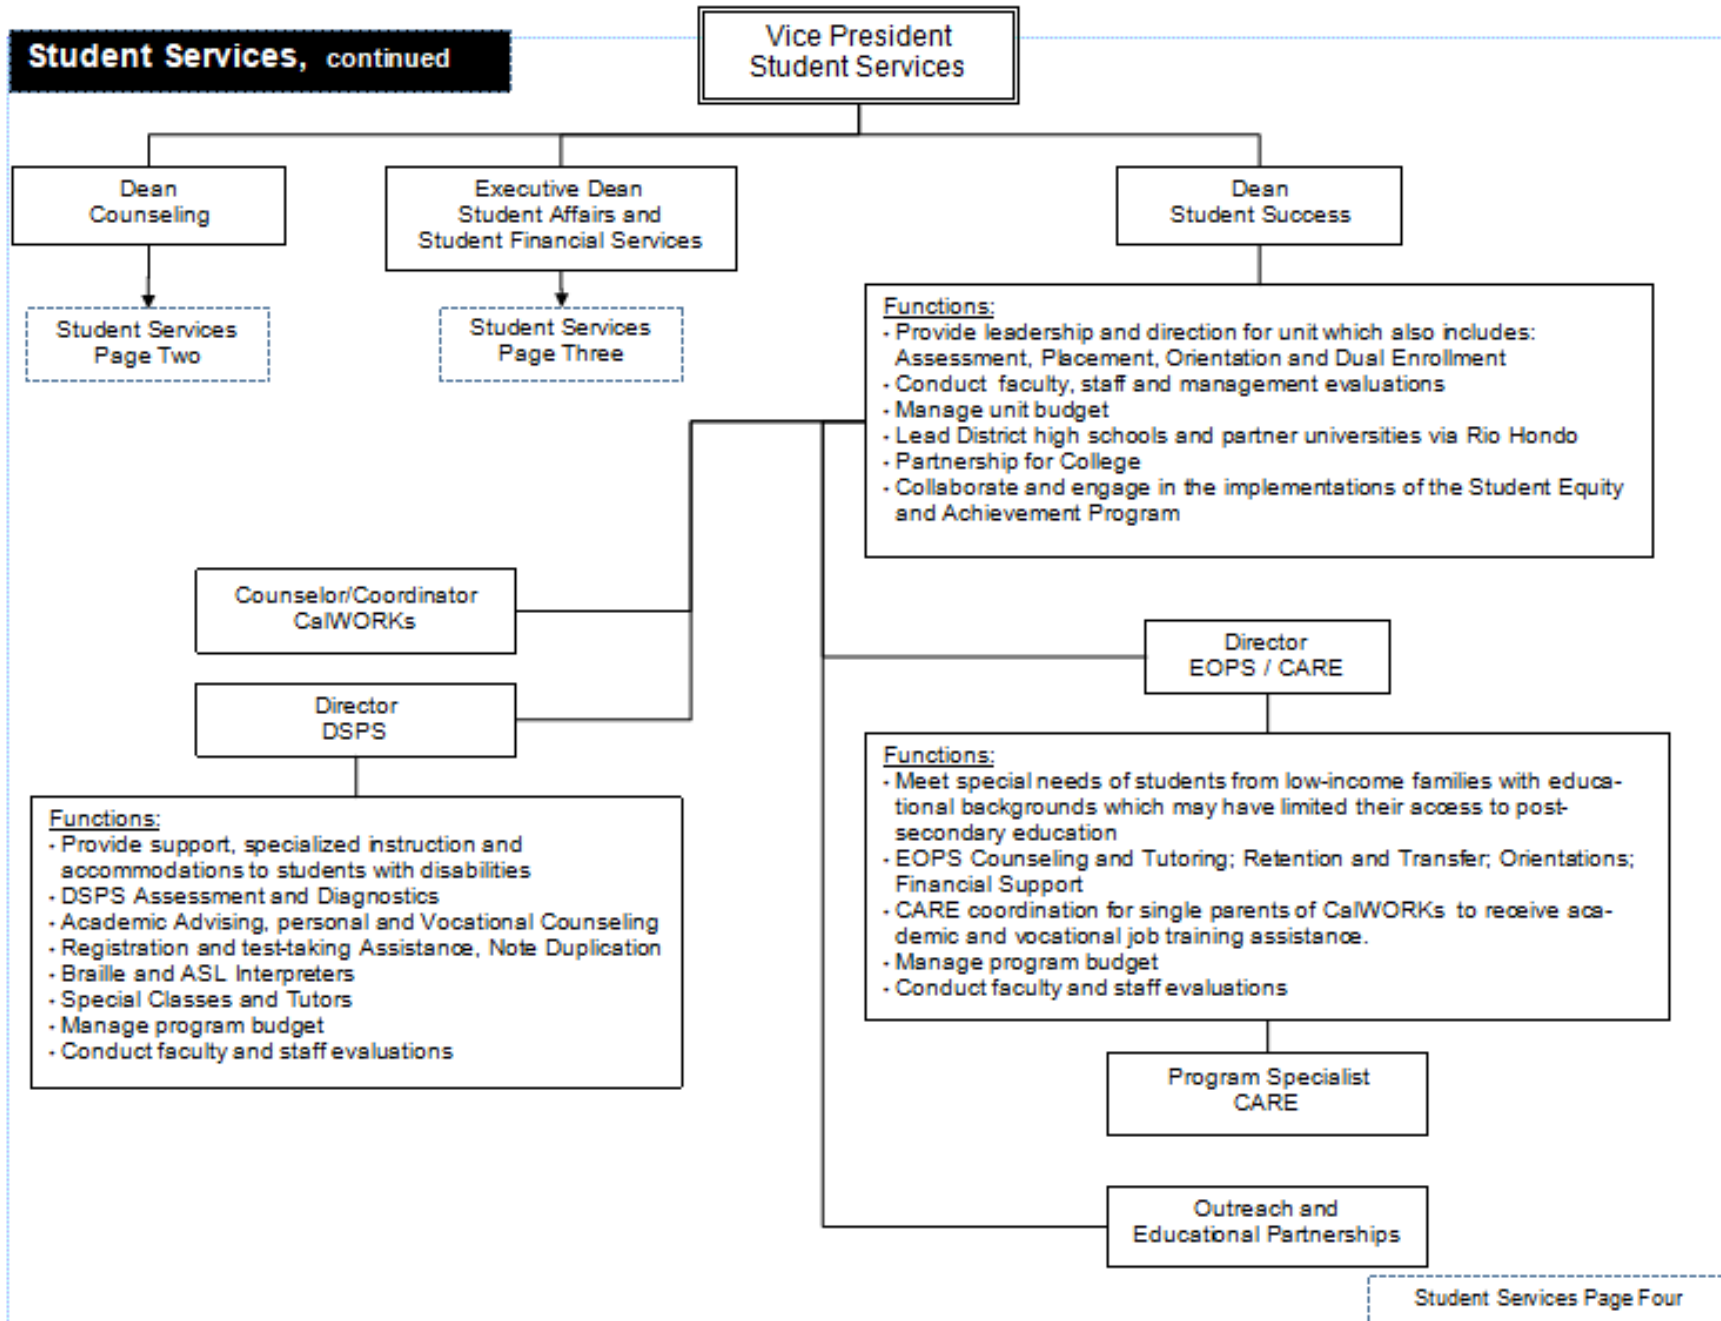 Student Services, continued
Vice President
Student Services
Dean
Counseling
Executive Dean
Student Affairs and
Student Financial Services
Dean
Student Success
Student Services
Page Two
Student Services
Page Three
Functions:
- Provide leadership and direction for unit which also includes:
Assessment, Placement, Orientation and Dual Enrollment
- Conduct faculty, staff and management evaluations
- Manage unit budget
- Lead District high schools and partner universities via Rio Hondo
- Partnership for College
- Collaborate and engage in the implementations of the Student Equity
and Achievement Program
Counselor/Coordinator
CalWORKs
Director
DSPS
Functions:
- Provide support, specialized instruction and
accommodations to students with disabilities
- DSPS Assessment and Diagnostics
- Academic Advising, personal and Vocational Counseling
- Registration and test-taking Assistance, Note Duplication
- Braille and ASL Interpreters
- Special Classes and Tutors
- Manage program budget
- Conduct faculty and staff evaluations
Director
EOPS / CARE
Functions:
- Meet special needs of students from low-income families with educa-
tional backgrounds which may have limited their access to post-
secondary education
- EOPS Counseling and Tutoring; Retention and Transfer; Orientations;
Financial Support
- CARE coordination for single parents of CalWORKs to receive aca-
demic and vocational job training assistance.
- Manage program budget
- Conduct faculty and staff evaluations
Program Specialist
CARE
Outreach and
Educational Partnerships
Student Services Page Four